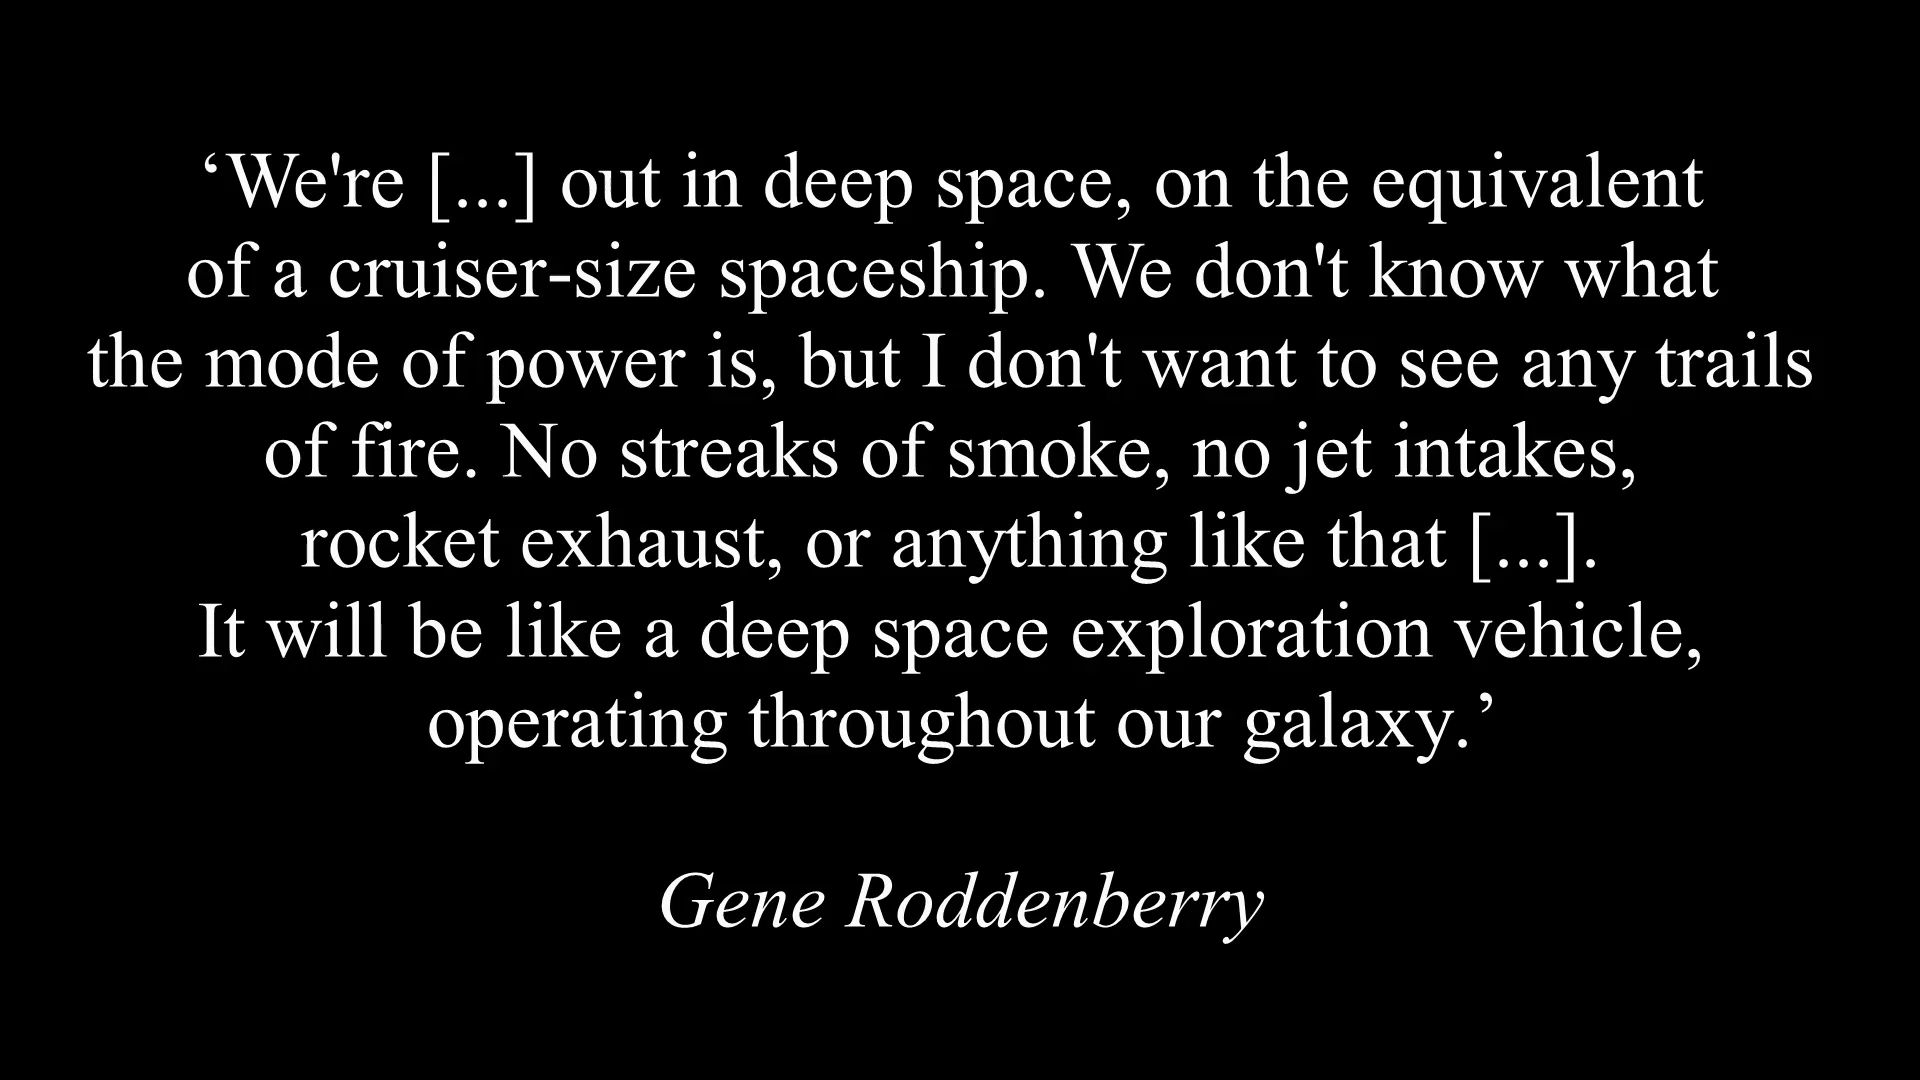 ‘We're [...] out in deep space, on the equivalent
of a cruiser-size spaceship. We don't know what
the mode of power is, but I don't want to see any trails
of fire. No streaks of smoke, no jet intakes,
rocket exhaust, or anything like that [...].
It will be like a deep space exploration vehicle,
operating throughout our galaxy.’
Gene Roddenberry